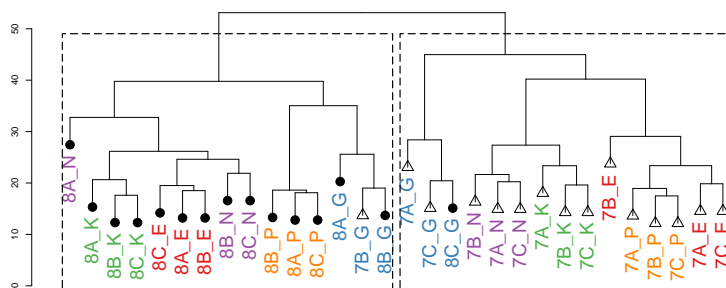 50
40
30
20
10
0
8A_N
8A_K
8B_K
8C_K
8C_E
8A_E
8B_E
8B_N
8C_N
8B_P
8A_P
8C_P
8A_G
7B_G
8B_G
7A_G
7C_G
8C_G
7B_N
7A_N
7C_N
7A_K
7B_K
7C_K
7B_E
7A_P
7B_P
7C_P
7A_E
7C_E